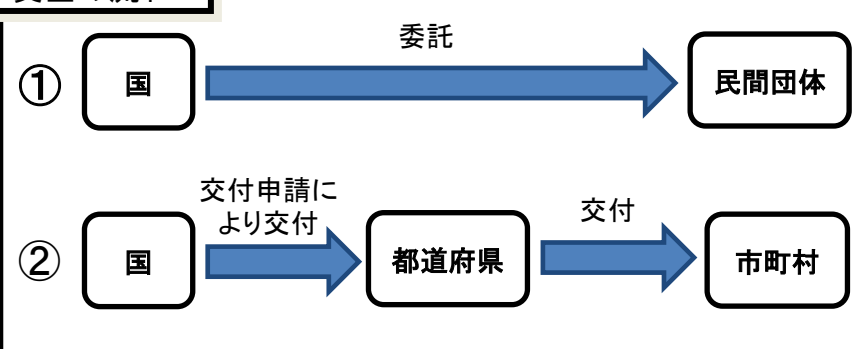 委託
① 国 民間団体
交付申請に
より交付
交付
② 国 都道府県 市町村